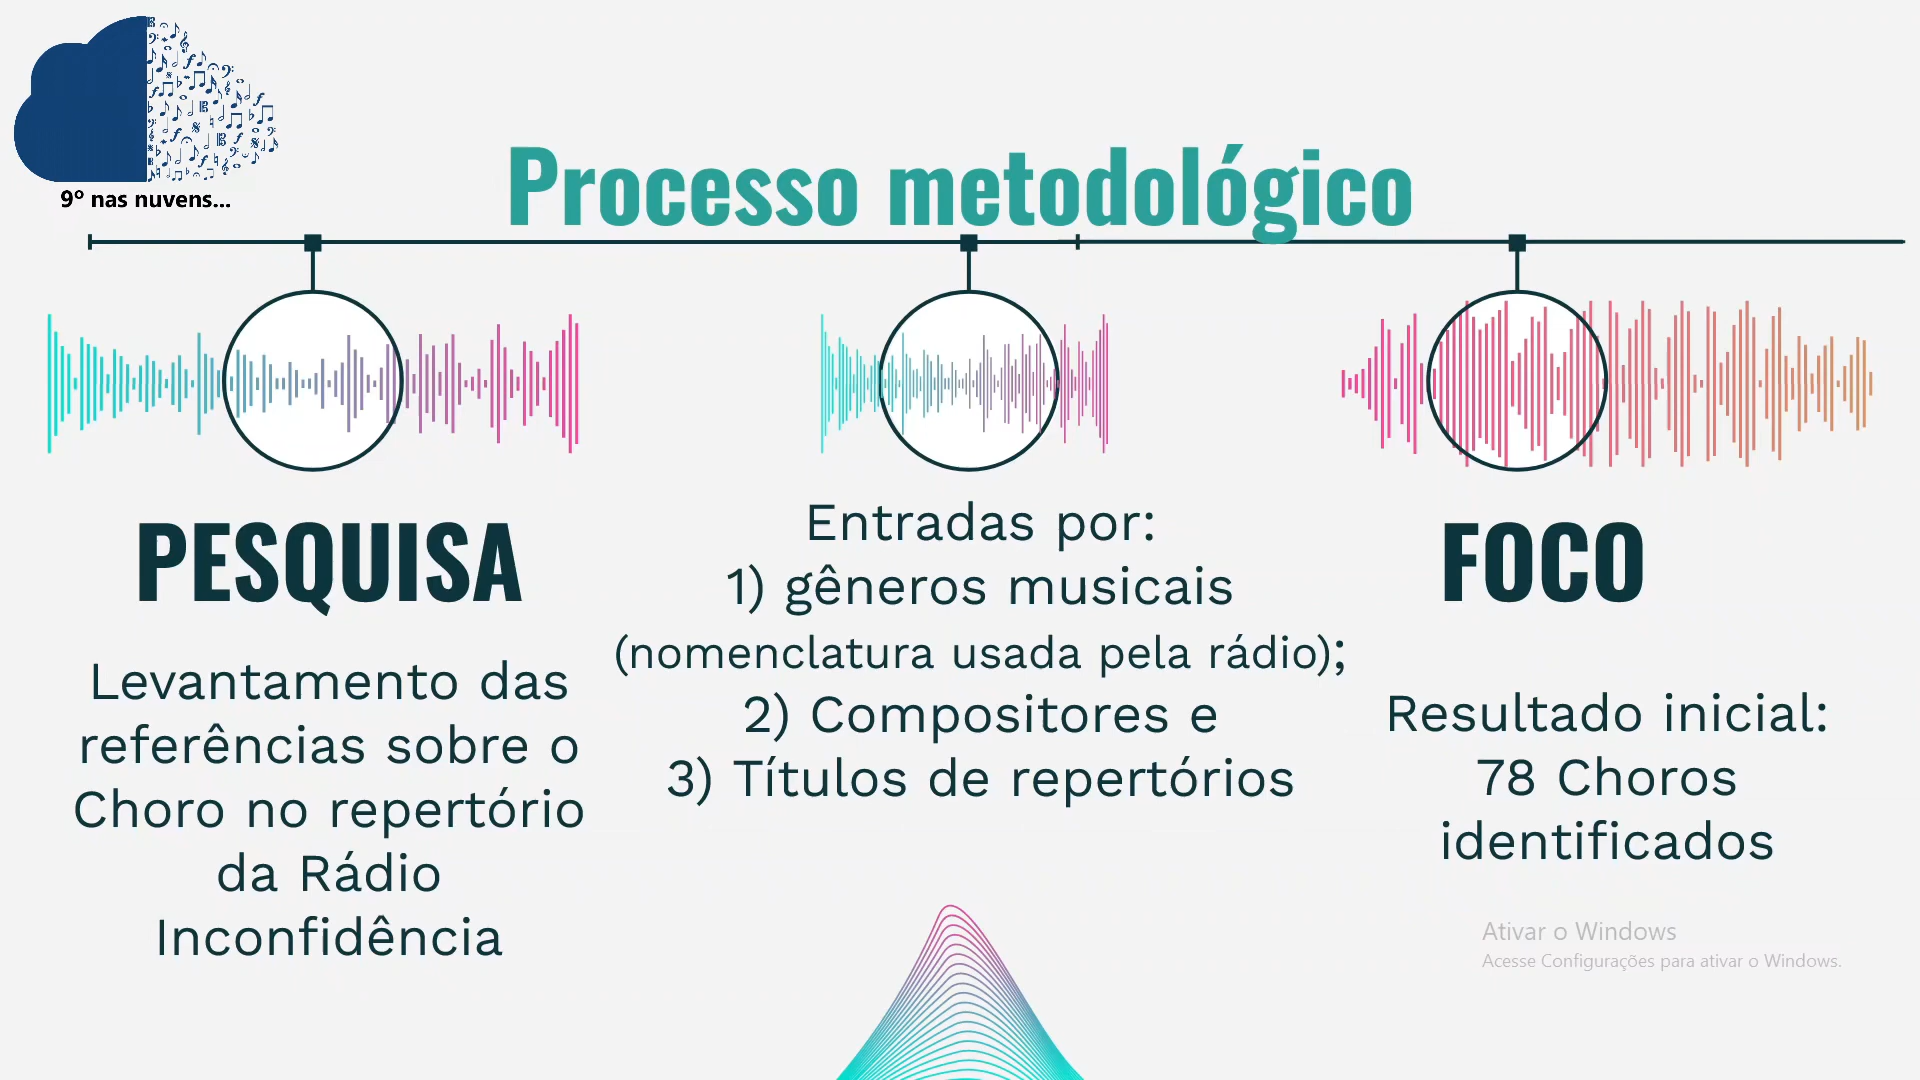 9º nas nuvens...
Processo metodológico
PESQUISA
Levantamento das
referências sobre o
Choro no repertório
da Rádio
Inconfidência
Entradas por:
1) gêneros musicais
(nomenclatura usada pela rádio);
2) Compositores e
3) Títulos de repertórios
FOCO
Resultado inicial:
78 Choros
identificados
Ativar o Windows
Acesse Configurações para ativar o Windows.